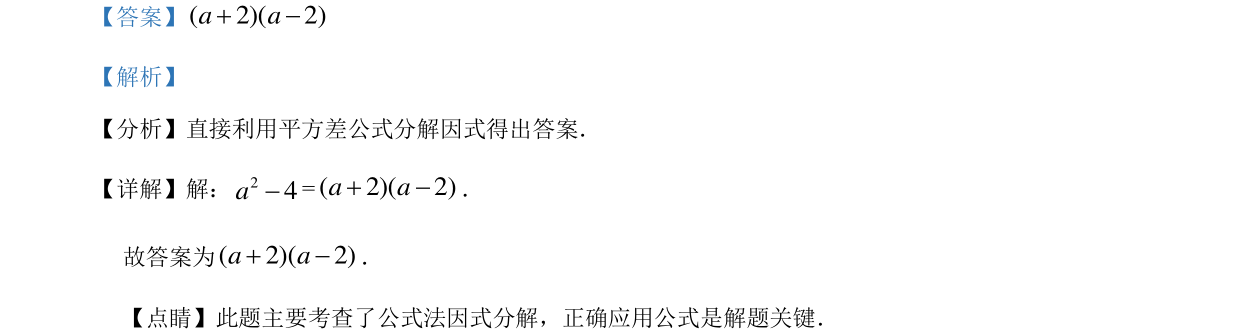 【答案】(a+2)(a−2)
【解析】
【分析】直接利用平方差公式分解因式得出答案．
【详解】解：a²−4=(a+2)(a−2)．
故答案为(a+2)(a−2)．
【点睛】此题主要考查了公式法因式分解，正确应用公式是解题关键．